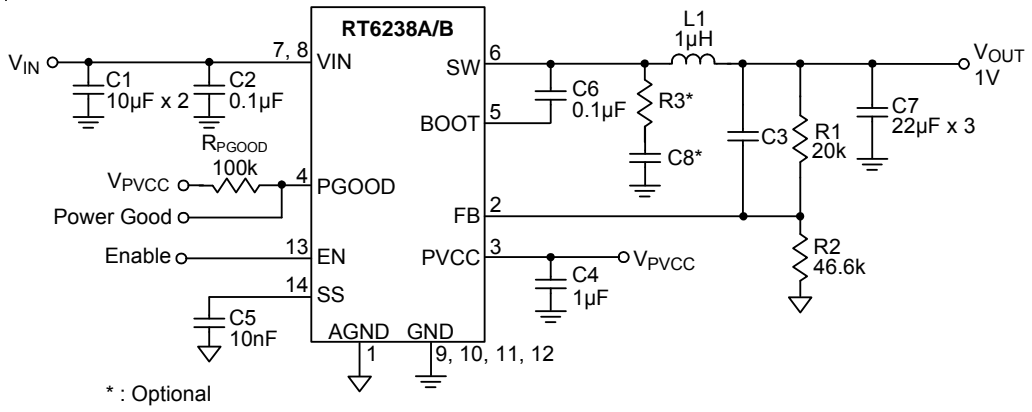 RT6238A/B
VIN
7, 8
VIN
C1
10µF x 2
C2
0.1µF
RPGOOD
100k
VPVCC
4
PGOOD
Power Good
Enable
13
EN
14
SS
C5
10nF
AGND
1
GND
9, 10, 11, 12
SW
6
BOOT
5
C6
0.1µF
R3*
C8*
L1
1µH
VOUT
1V
C3
R1
20k
C7
22µF x 3
FB
2
R2
46.6k
PVCC
3
C4
1µF
VPVCC
* : Optional